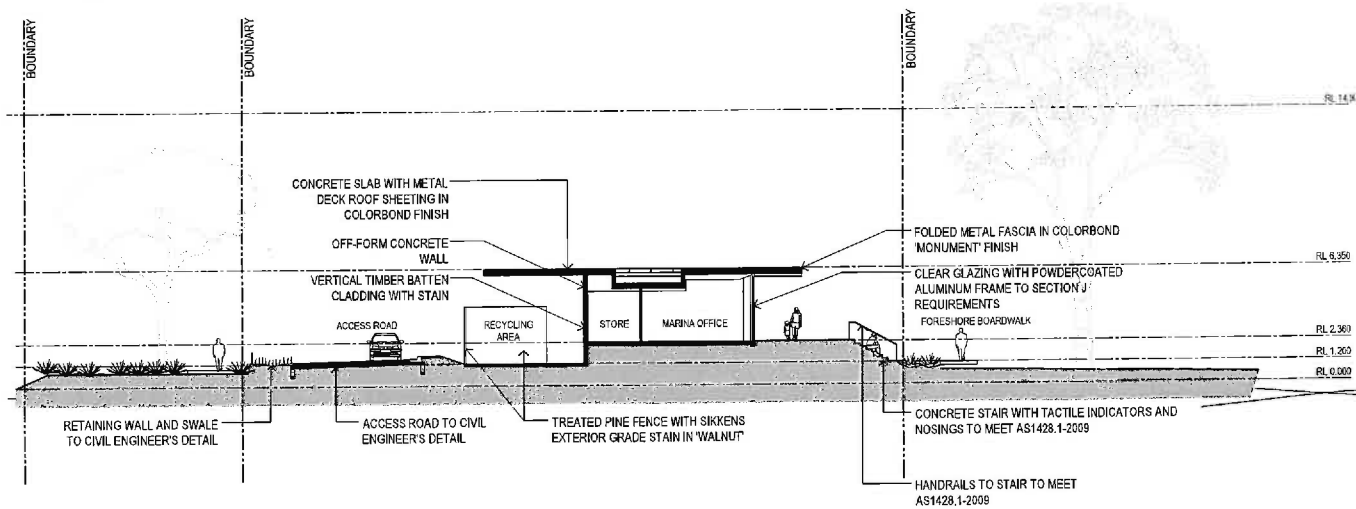 BOUNDARY
BOUNDARY
BOUNDARY
CONCRETE SLAB WITH METAL
DECK ROOF SHEETING IN
COLORBOND FINISH
OFF-FORM CONCRETE
WALL
VERTICAL TIMBER BATTEN
CLADDING WITH STAIN
FOLDED METAL FASCIA IN COLORBOND
'MONUMENT' FINISH
RL 6,350
CLEAR GLAZING WITH POWDERCOATED
ALUMINUM FRAME TO SECTION J
REQUIREMENTS
FORESHORE BOARDWALK
ACCESS ROAD
RECYCLING
AREA
STORE
MARINA OFFICE
RL 2,360
RL 1,200
RL 0,000
RETAINING WALL AND SWALE
TO CIVIL ENGINEER'S DETAIL
ACCESS ROAD TO CIVIL
ENGINEER'S DETAIL
TREATED PINE FENCE WITH SIKKENS
EXTERIOR GRADE STAIN IN 'WALNUT'
CONCRETE STAIR WITH TACTILE INDICATORS AND
NOSINGS TO MEET AS1428.1-2009
HANDRAILS TO STAIR TO MEET
AS1428.1-2009